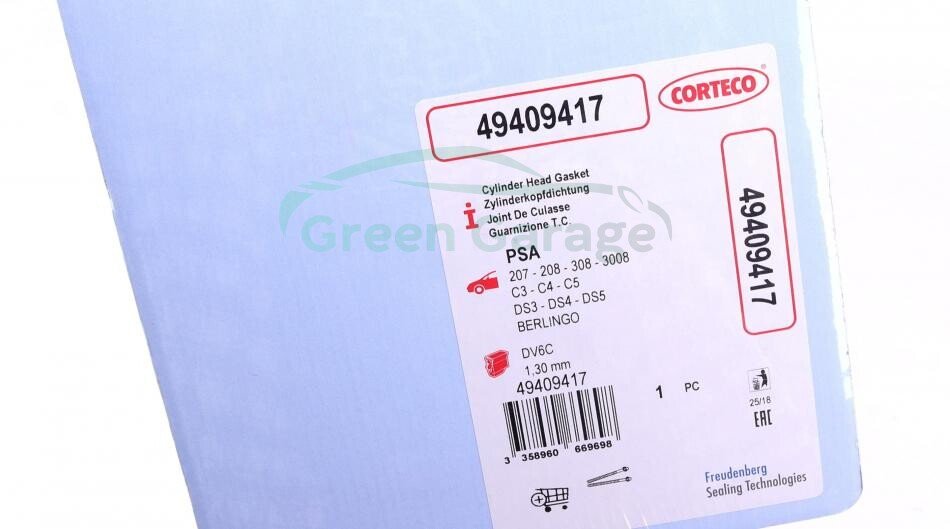 49409417
CORTECO®
Cylinder Head Gasket
Zylinderkopfdichtung
Joint De Culasse
Guarnizione T.C.
Green Garage
PSA
207 - 208 - 308 - 3008
C3 - C4 - C5
DS3 - DS4 - DS5
BERLINGO
DV6C
1,30 mm
49409417
3 358960 669698
1 PC
49409417
25/18
EAC
Freudenberg
Sealing Technologies